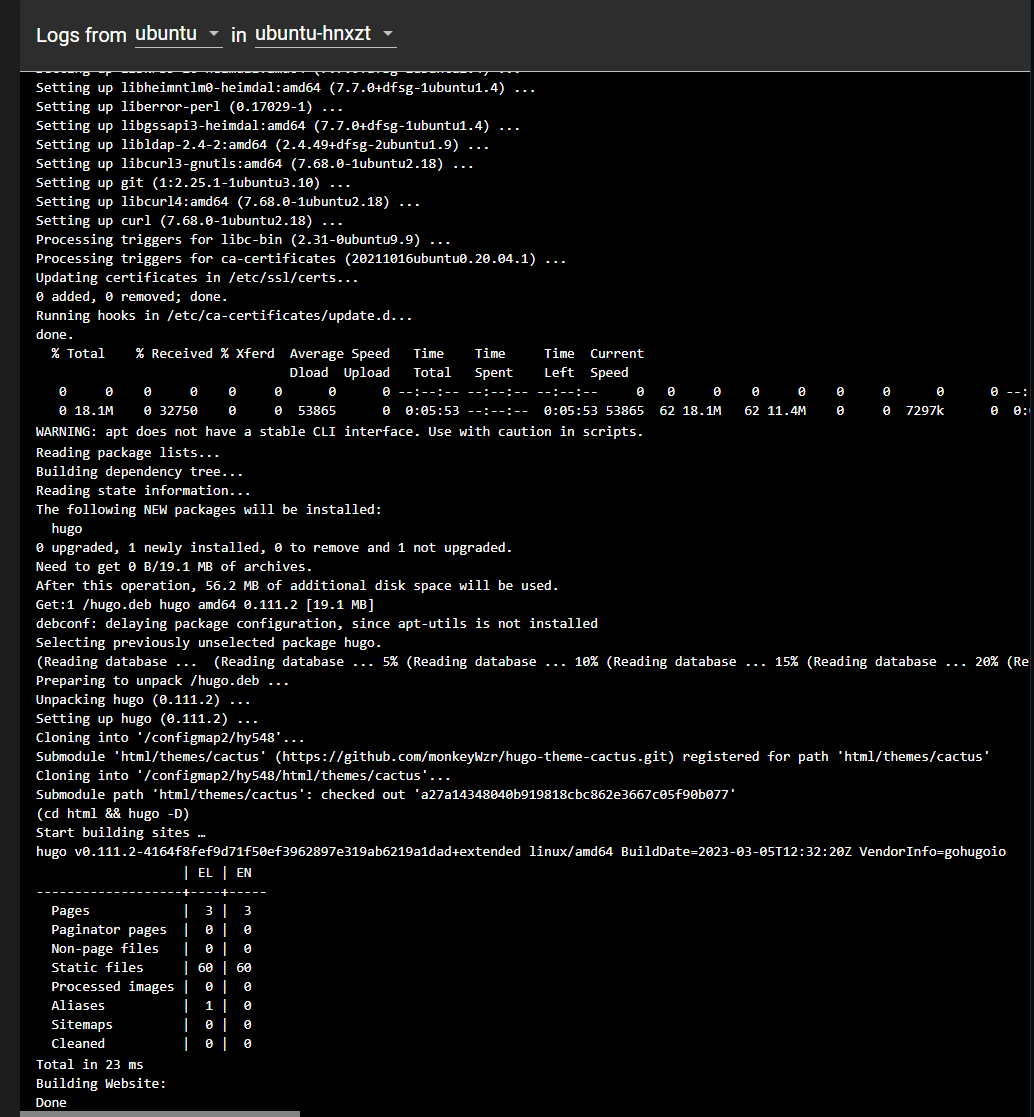 Logs from ubuntu in ubuntu-hnxzt
Setting up libheimntlm0-heimdal:amd64 (7.7.0+dfsg-1ubuntu1.4) ...
Setting up liberror-perl (0.17029-1) ...
Setting up libgssapi3-heimdal:amd64 (7.7.0+dfsg-1ubuntu1.4) ...
Setting up libldap-2.4-2:amd64 (2.4.49+dfsg-2ubuntu1.9) ...
Setting up libcurl3-gnutls:amd64 (7.68.0-1ubuntu2.18) ...
Setting up git (1:2.25.1-1ubuntu3.10) ...
Setting up libcurl4:amd64 (7.68.0-1ubuntu2.18) ...
Setting up curl (7.68.0-1ubuntu2.18) ...
Processing triggers for libc-bin (2.31-0ubuntu9.9) ...
Processing triggers for ca-certificates (20211016ubuntu0.20.04.1) ...
Updating certificates in /etc/ssl/certs...
0 added, 0 removed; done.
Running hooks in /etc/ca-certificates/update.d...
done.
  % Total    % Received % Xferd  Average Speed   Time    Time     Time  Current
                                 Dload  Upload   Total   Spent    Left  Speed
   0     0    0     0    0     0      0      0 --:--:-- --:--:-- --:--:--     0   0     0    0     0    0     0      0      0 --:
   0 18.1M    0 32750    0     0  53865      0  0:05:53 --:--:--  0:05:53 53865  62 18.1M   62 11.4M    0     0  7297k      0  0:
WARNING: apt does not have a stable CLI interface. Use with caution in scripts.
Reading package lists...
Building dependency tree...
Reading state information...
The following NEW packages will be installed:
  hugo
0 upgraded, 1 newly installed, 0 to remove and 1 not upgraded.
Need to get 0 B/19.1 MB of archives.
After this operation, 56.2 MB of additional disk space will be used.
Get:1 /hugo.deb hugo amd64 0.111.2 [19.1 MB]
debconf: delaying package configuration, since apt-utils is not installed
Selecting previously unselected package hugo.
(Reading database ...  (Reading database ... 5% (Reading database ... 10% (Reading database ... 15% (Reading database ... 20% (Re
Preparing to unpack /hugo.deb ...
Unpacking hugo (0.111.2) ...
Setting up hugo (0.111.2) ...
Cloning into '/configmap2/hy548'...
Submodule 'html/themes/cactus' (https://github.com/monkeyWzr/hugo-theme-cactus.git) registered for path 'html/themes/cactus'
Cloning into '/configmap2/hy548/html/themes/cactus'...
Submodule path 'html/themes/cactus': checked out 'a27a14348040b919818cbc862e3667c05f90b077'
(cd html && hugo -D)
Start building sites …
hugo v0.111.2-4164f8fef9d71f50ef3962897e319ab6219a1dad+extended linux/amd64 BuildDate=2023-03-05T12:32:20Z VendorInfo=gohugoio
                   | EL | EN
-------------------+----+-----
  Pages            |  3 |  3
  Paginator pages  |  0 |  0
  Non-page files   |  0 |  0
  Static files     | 60 | 60
  Processed images |  0 |  0
  Aliases          |  1 |  0
  Sitemaps         |  0 |  0
  Cleaned          |  0 |  0
Total in 23 ms
Building Website:
Done